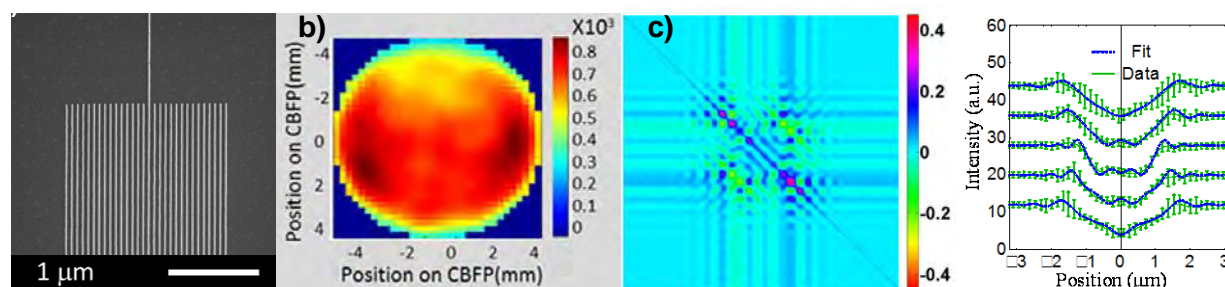 1 µm
b)
X10³
-4
-2
0
2
4
-4 -2 0 2 4
Position on CBFP(mm)
Position on CBFP(mm)
0.8
0.7
0.6
0.5
0.4
0.3
0.2
0.1
0
c)
0.4
0.2
0
-0.2
-0.4
60
50
40
30
20
10
0
Intensity (a.u.)
Fit
Data
□3 □2 □1 0 1 2 3
Position (µm)